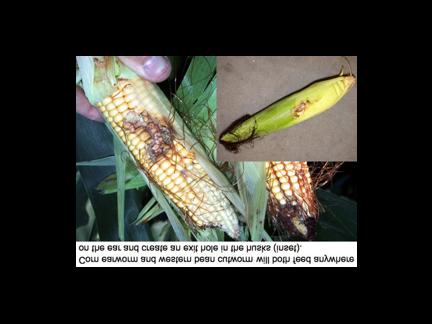 Corn earworm and western bean cutworm will both feed anywhere
on the ear and create an exit hole in the husks (inset).